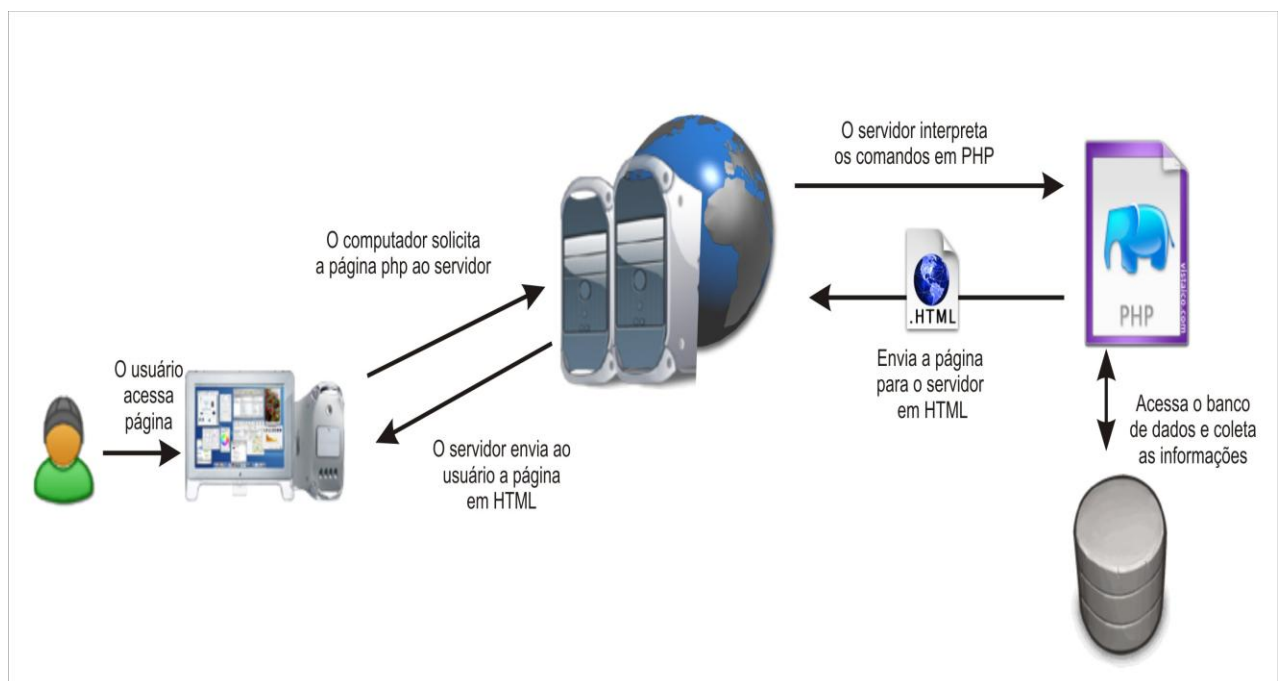 O usuário
acessa
página
O computador solicita
a página php ao servidor
O servidor envia ao
usuário a página
em HTML
O servidor interpreta
os comandos em PHP
.HTML
Envia a página
para o servidor
em HTML
PHP
vistaico.com
Acessa o banco
de dados e coleta
as informações